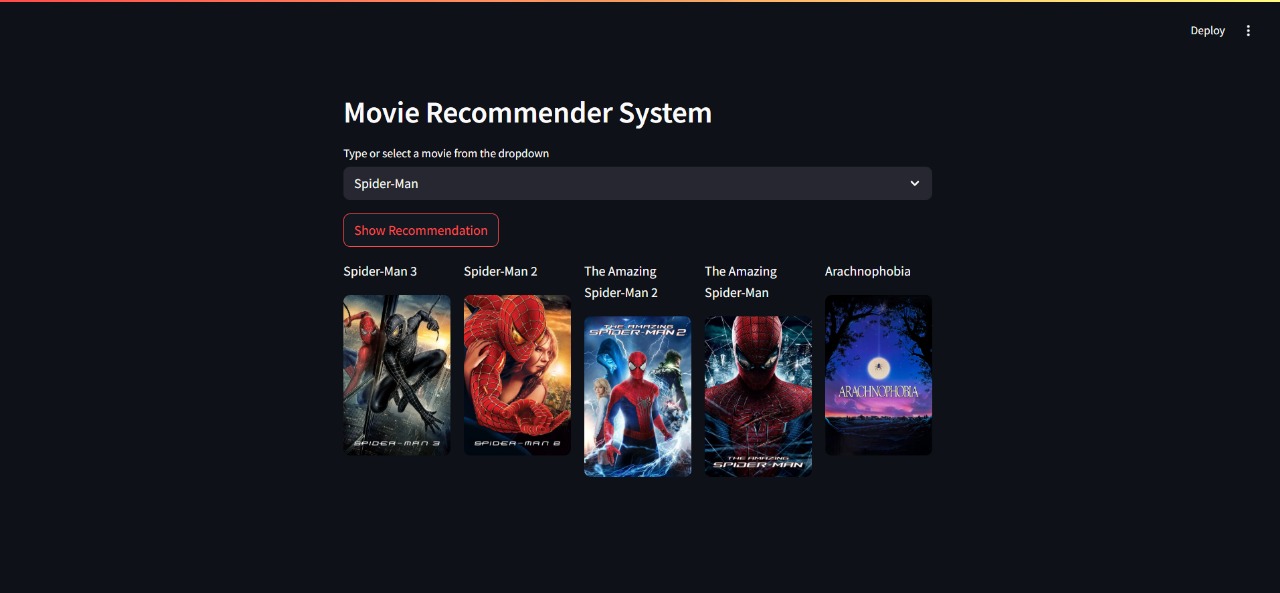 Deploy
Movie Recommender System
Type or select a movie from the dropdown
Spider-Man
Show Recommendation
Spider-Man 3
Spider-Man 2
The Amazing
Spider-Man 2
The Amazing
Spider-Man
Arachnophobia
SPIDER-MAN 3
SPIDER-MAN 2
THE AMAZING
SPIDER-MAN 2
THE AMAZING
SPIDER-MAN
ARACHNOPHOBIA